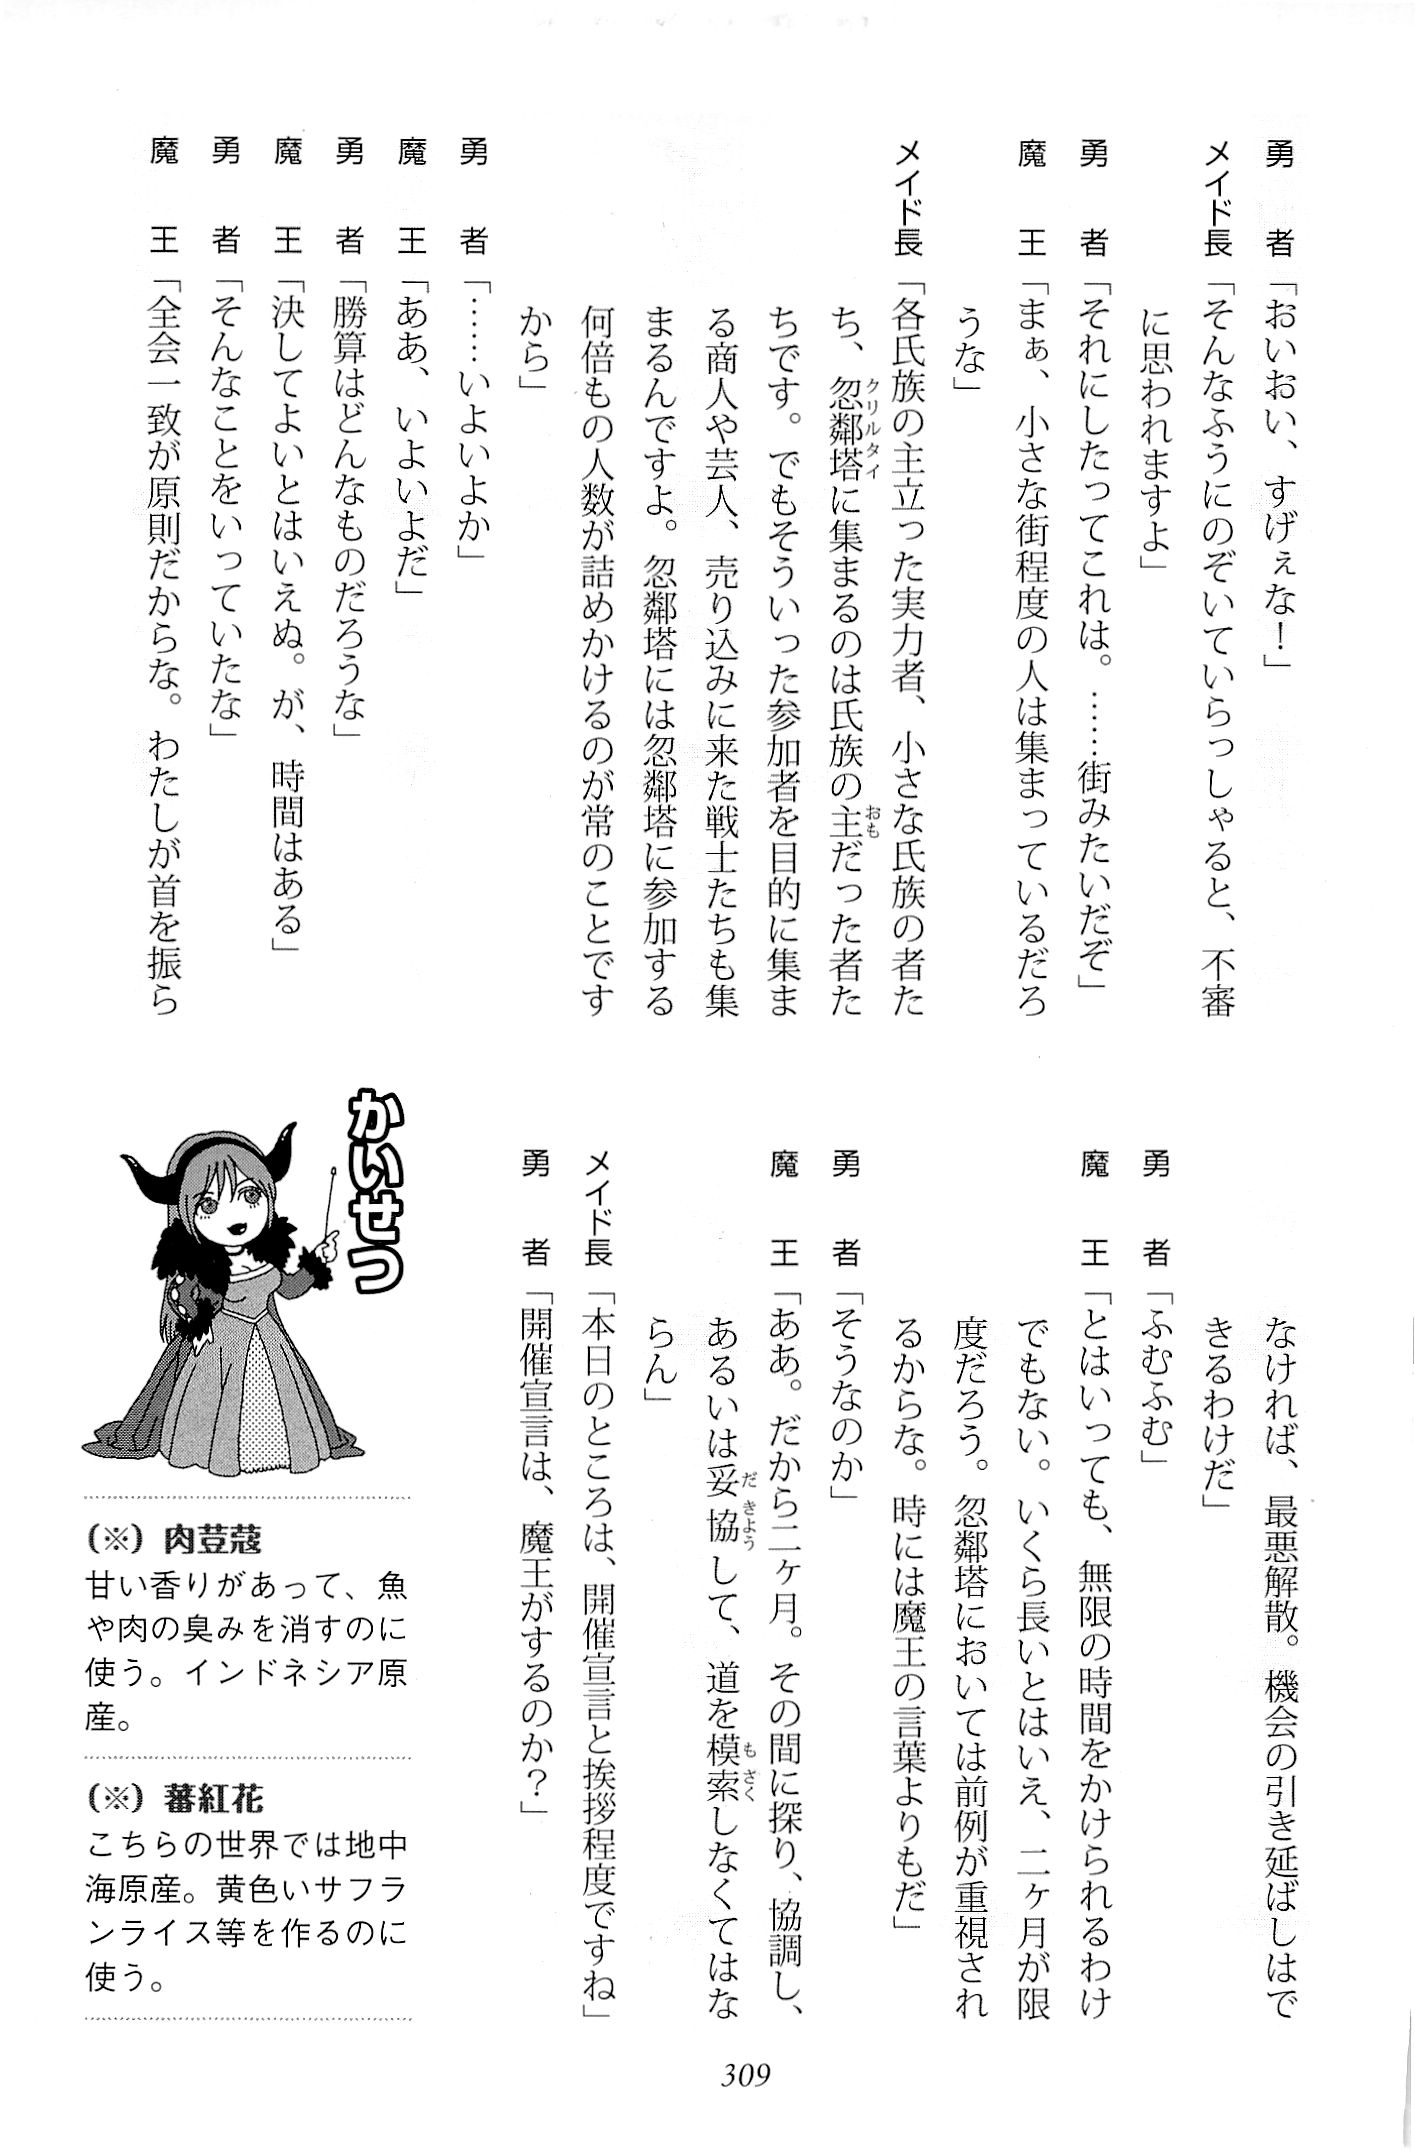 勇者「おいおい、すげぇな！」
メイド長「そんなふうにのぞいていらっしゃると、不審
に思われますよ」
勇者「それにしたってこれは。……街みたいだぞ」
魔王「まぁ、小さな街程度の人は集まっているだろ
うな」
メイド長「各氏族の主立った実力者、小さな氏族の者た
ち、忽鄰塔クリルタイに集まるのは氏族の主おもだった者た
ちです。でもそういった参加者を目的に集ま
る商人や芸人、売り込みに来た戦士たちも集
まるんですよ。忽鄰塔には忽鄰塔に参加する
何倍もの人数が詰めかけるのが常のことです
から」
勇者「……いよいよか」
魔王「ああ、いよいよだ」
勇者「勝算はどんなものだろうな」
魔王「決してよいとはいえぬ。が、時間はある」
勇者「そんなことをいっていたな」
魔王「全会一致が原則だからな。わたしが首を振ら
なければ、最悪解散。機会の引き延ばしはで
きるわけだ」
勇者「ふむふむ」
魔王「とはいっても、無限の時間をかけられるわけ
でもない。いくら長いとはいえ、二ヶ月が限
度だろう。忽鄰塔においては前例が重視され
るからな。時には魔王の言葉よりもだ」
勇者「そうなのか」
魔王「ああ。だから二ヶ月。その間に探り、協調し、
あるいは妥協だきょうして、道を模索もさくしなくてはな
らん」
メイド長「本日のところは、開催宣言と挨拶程度ですね」
勇者「開催宣言は、魔王がするのか？」
かいせつ
（※）肉荳蔲
甘い香りがあって、魚
や肉の臭みを消すのに
使う。インドネシア原
産。
（※）蕃紅花
こちらの世界では地中
海原産。黄色いサフラ
ンライス等を作るのに
使う。
309